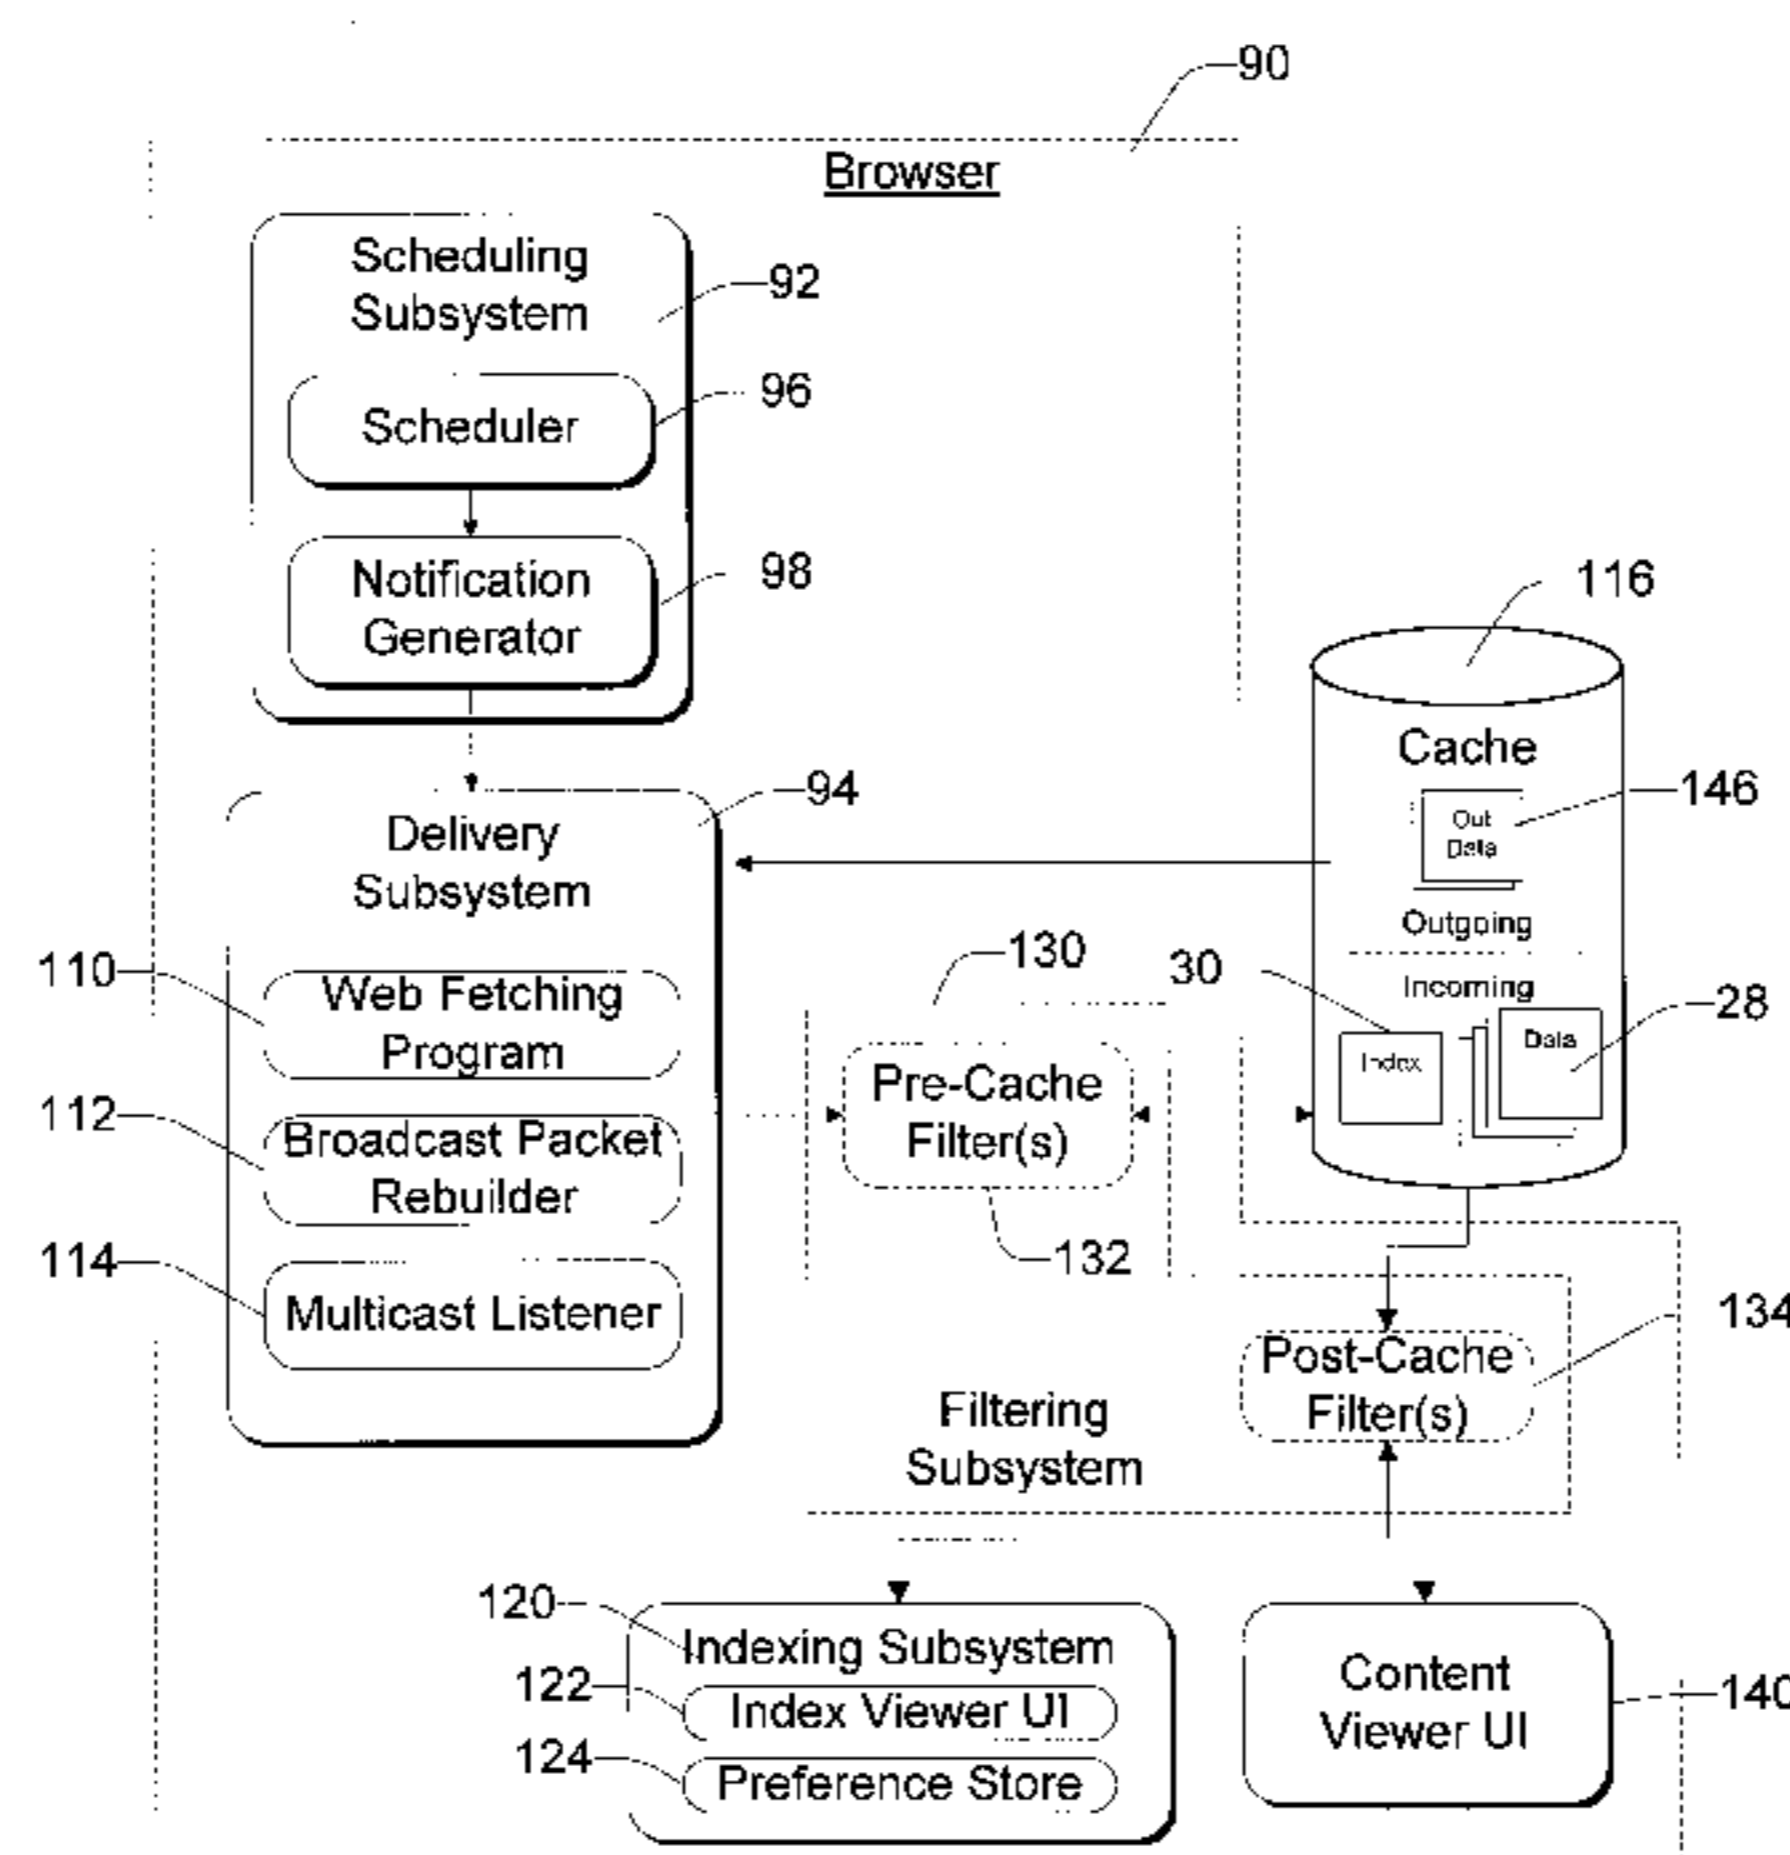 90
Browser
Scheduling
Subsystem
92
Scheduler
96
Notification
Generator
98
116
Cache
146
Out
Data
Outgoing
Delivery
Subsystem
94
110
Web Fetching
Program
112
Broadcast Packet
Rebuilder
114
Multicast Listener
130
30
Incoming
28
Index
Data
Pre-Cache
Filter(s)
132
134
Post-Cache
Filter(s)
Filtering
Subsystem
120
Indexing Subsystem
122
Index Viewer UI
124
Preference Store
Content
Viewer UI
140